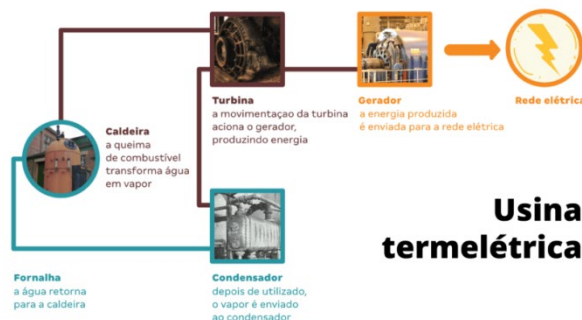 Turbina
a movimentaçao da turbina
aciona o gerador,
produzindo energia
Gerador
a energia produzida
é enviada para a rede elétrica
Rede elétrica
Caldeira
a queima
de combustível
transforma água
em vapor
Usina
termelétrica
Fornalha
a água retorna
para a caldeira
Condensador
depois de utilizado,
o vapor é enviado
ao condensador